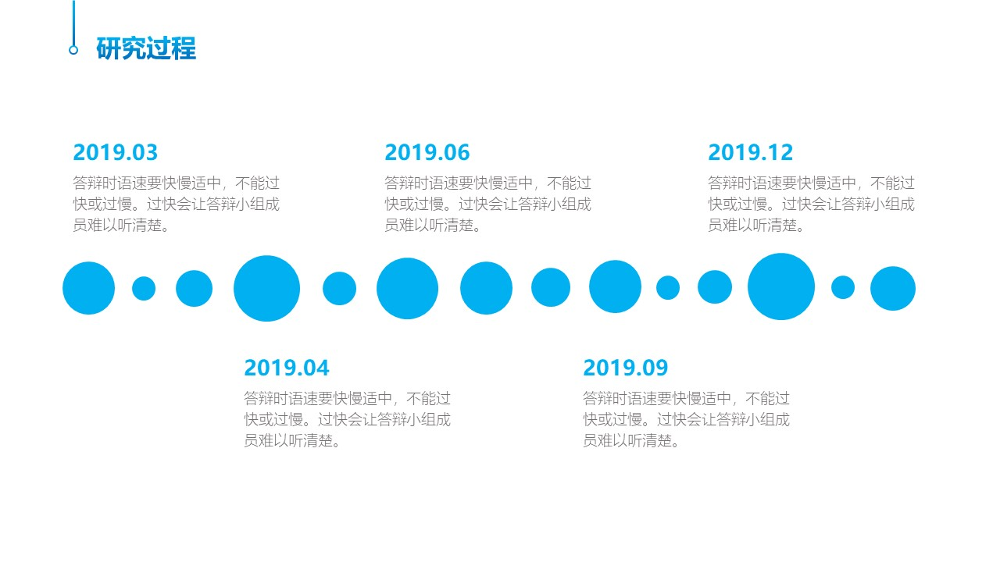 研究过程
2019.03
答辩时语速要快慢适中，不能过
快或过慢。过快会让答辩小组成
员难以听清楚。
2019.06
答辩时语速要快慢适中，不能过
快或过慢。过快会让答辩小组成
员难以听清楚。
2019.12
答辩时语速要快慢适中，不能过
快或过慢。过快会让答辩小组成
员难以听清楚。
2019.04
答辩时语速要快慢适中，不能过
快或过慢。过快会让答辩小组成
员难以听清楚。
2019.09
答辩时语速要快慢适中，不能过
快或过慢。过快会让答辩小组成
员难以听清楚。